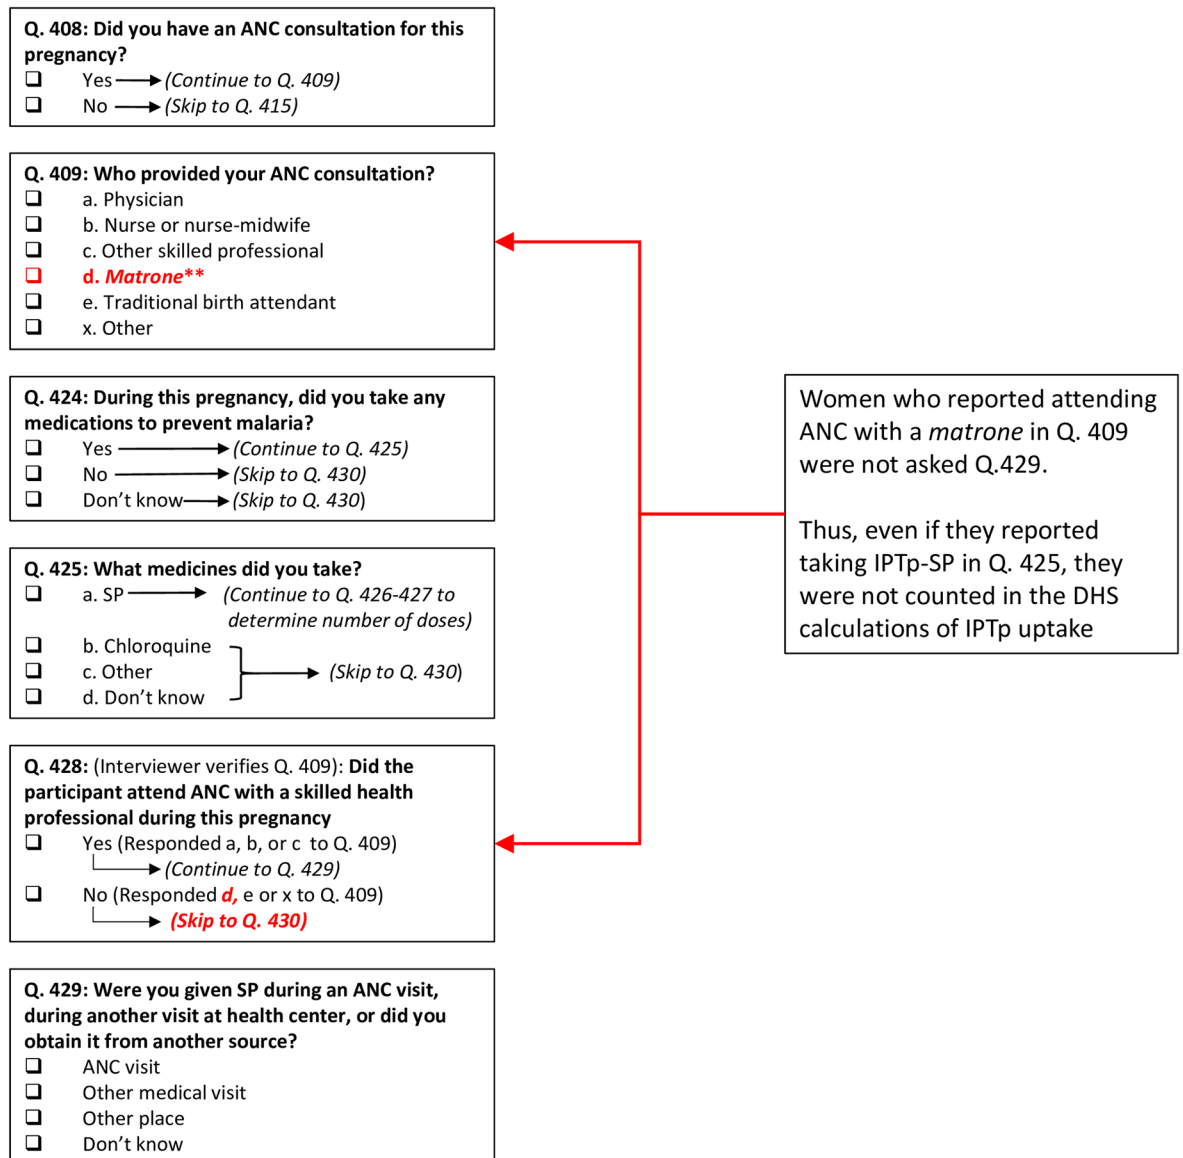 Q. 408: Did you have an ANC consultation for this
pregnancy?
Yes (Continue to Q. 409)
No (Skip to Q. 415)
Q. 409: Who provided your ANC consultation?
a. Physician
b. Nurse or nurse-midwife
c. Other skilled professional
d. Matrone**
e. Traditional birth attendant
x. Other
Q. 424: During this pregnancy, did you take any
medications to prevent malaria?
Yes (Continue to Q. 425)
No (Skip to Q. 430)
Don't know (Skip to Q. 430)
Q. 425: What medicines did you take?
a. SP (Continue to Q. 426-427 to
determine number of doses)
b. Chloroquine
c. Other (Skip to Q. 430)
d. Don't know
Q. 428: (Interviewer verifies Q. 409): Did the
participant attend ANC with a skilled health
professional during this pregnancy
Yes (Responded a, b, or c to Q. 409)
(Continue to Q. 429)
No (Responded d, e or x to Q. 409)
(Skip to Q. 430)
Q. 429: Were you given SP during an ANC visit,
during another visit at health center, or did you
obtain it from another source?
ANC visit
Other medical visit
Other place
Don't know
Women who reported attending
ANC with a matrone in Q. 409
were not asked Q.429.
Thus, even if they reported
taking IPTp-SP in Q. 425, they
were not counted in the DHS
calculations of IPTp uptake